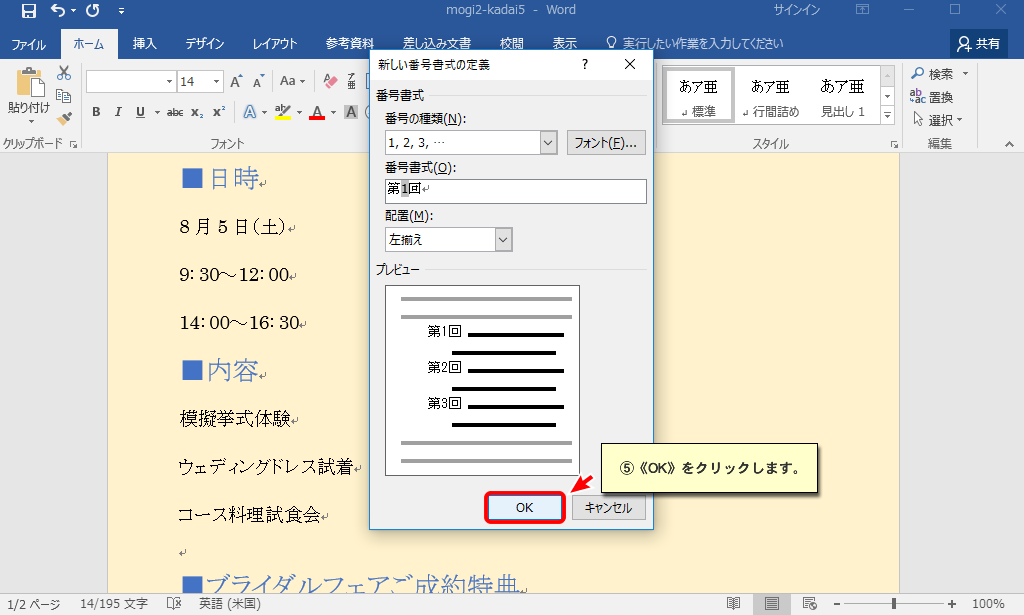 mogi2-kadai5 - Word
サインイン
ファイル ホーム 挿入 デザイン レイアウト 参考資料 差し込み文書 校閲 表示 実行したい作業を入力してください 共有
貼り付け
クリップボード
14
A A Aa
B I U abc x₂ x²
フォント
あア亜 あア亜 あア亜
↲ 標準 ↲ 行間詰め 見出し 1
スタイル
検索
置換
選択
編集
新しい番号書式の定義 ?
番号書式
番号の種類(N):
1, 2, 3, …
フォント(F)...
番号書式(O):
第1回
配置(M):
左揃え
プレビュー
第1回
第2回
第3回
OK キャンセル
⑤《OK》をクリックします。
■日時
8月5日(土)
9:30～12:00
14:00～16:30
■内容
模擬挙式体験
ウェディングドレス試着
コース料理試食会
■ブライダルフェアご成約特典
1/2 ページ 14/195 文字 英語 (米国) 100%